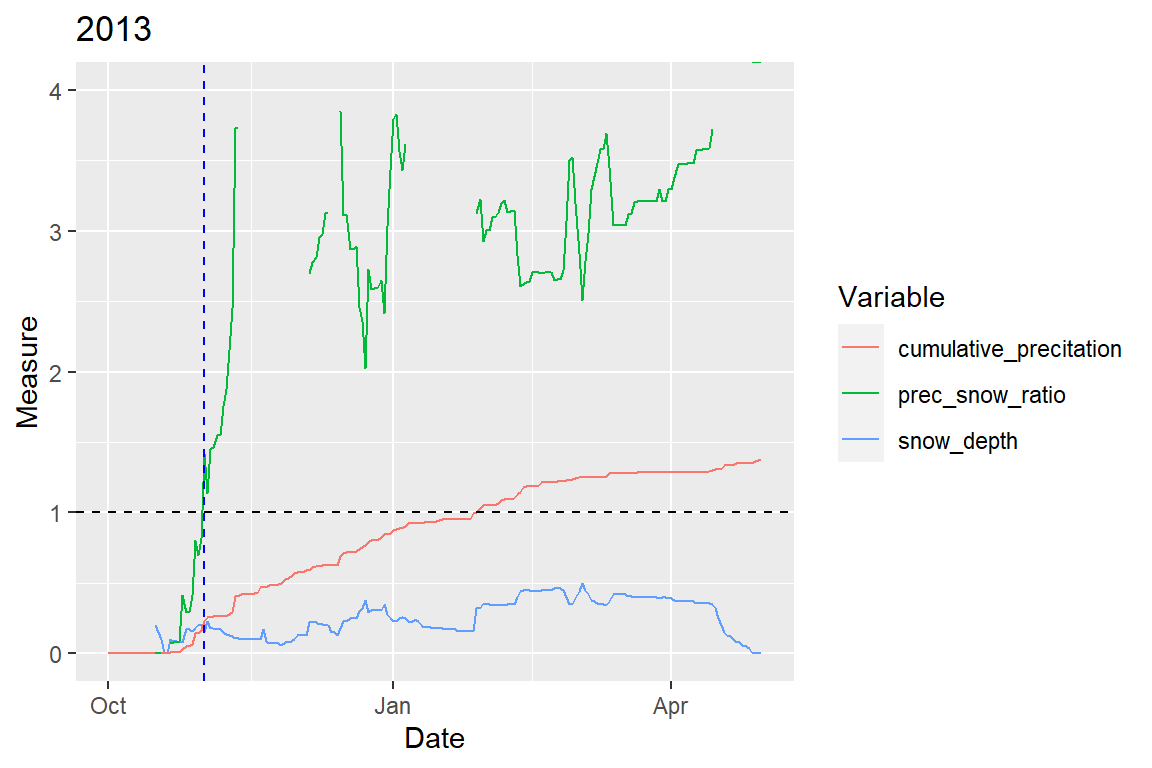 2013
4
3
2
1
0
Measure
Oct
Jan
Apr
Date
Variable
cumulative_precitation
prec_snow_ratio
snow_depth